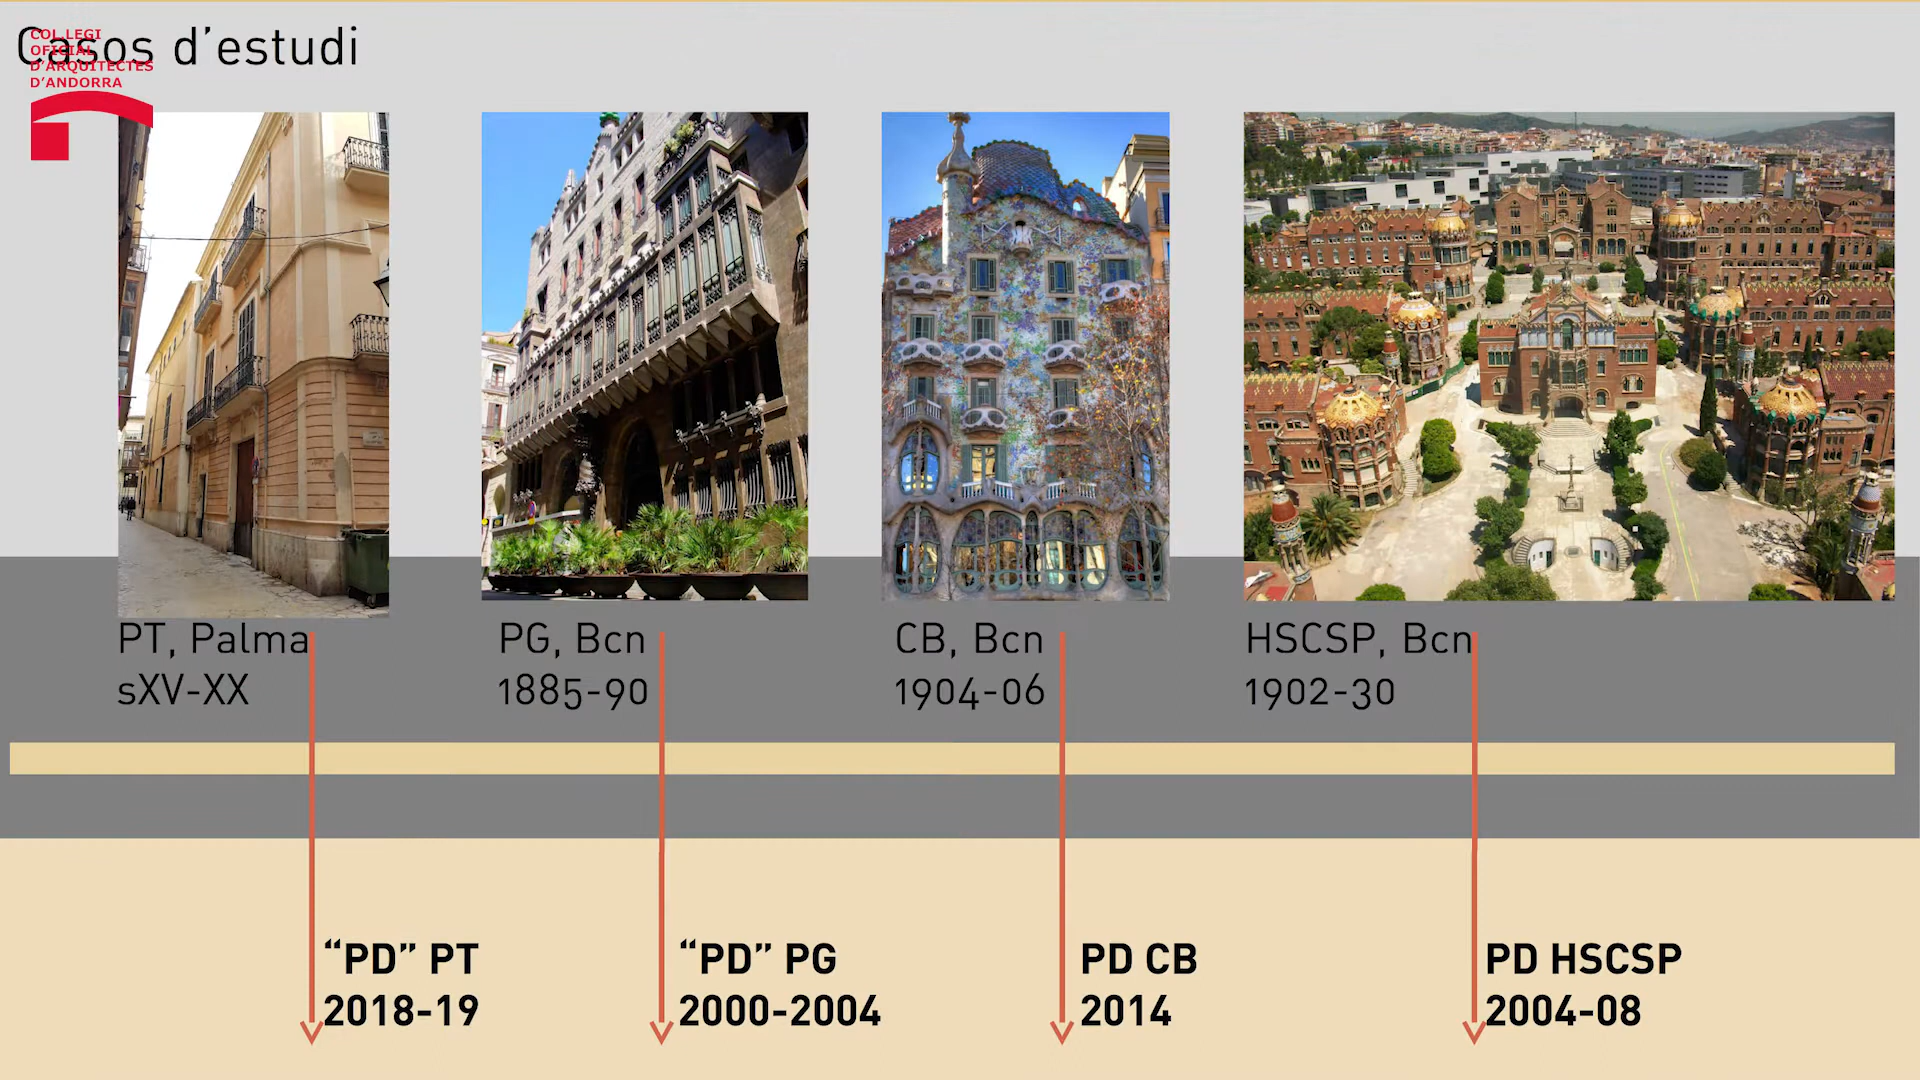 Casos d’estudi
COL.LEGI
OFICIAL
D’ARQUITECTES
D’ANDORRA
PT, Palma
sXV-XX
PG, Bcn
1885-90
CB, Bcn
1904-06
HSCSP, Bcn
1902-30
“PD” PT
2018-19
“PD” PG
2000-2004
PD CB
2014
PD HSCSP
2004-08